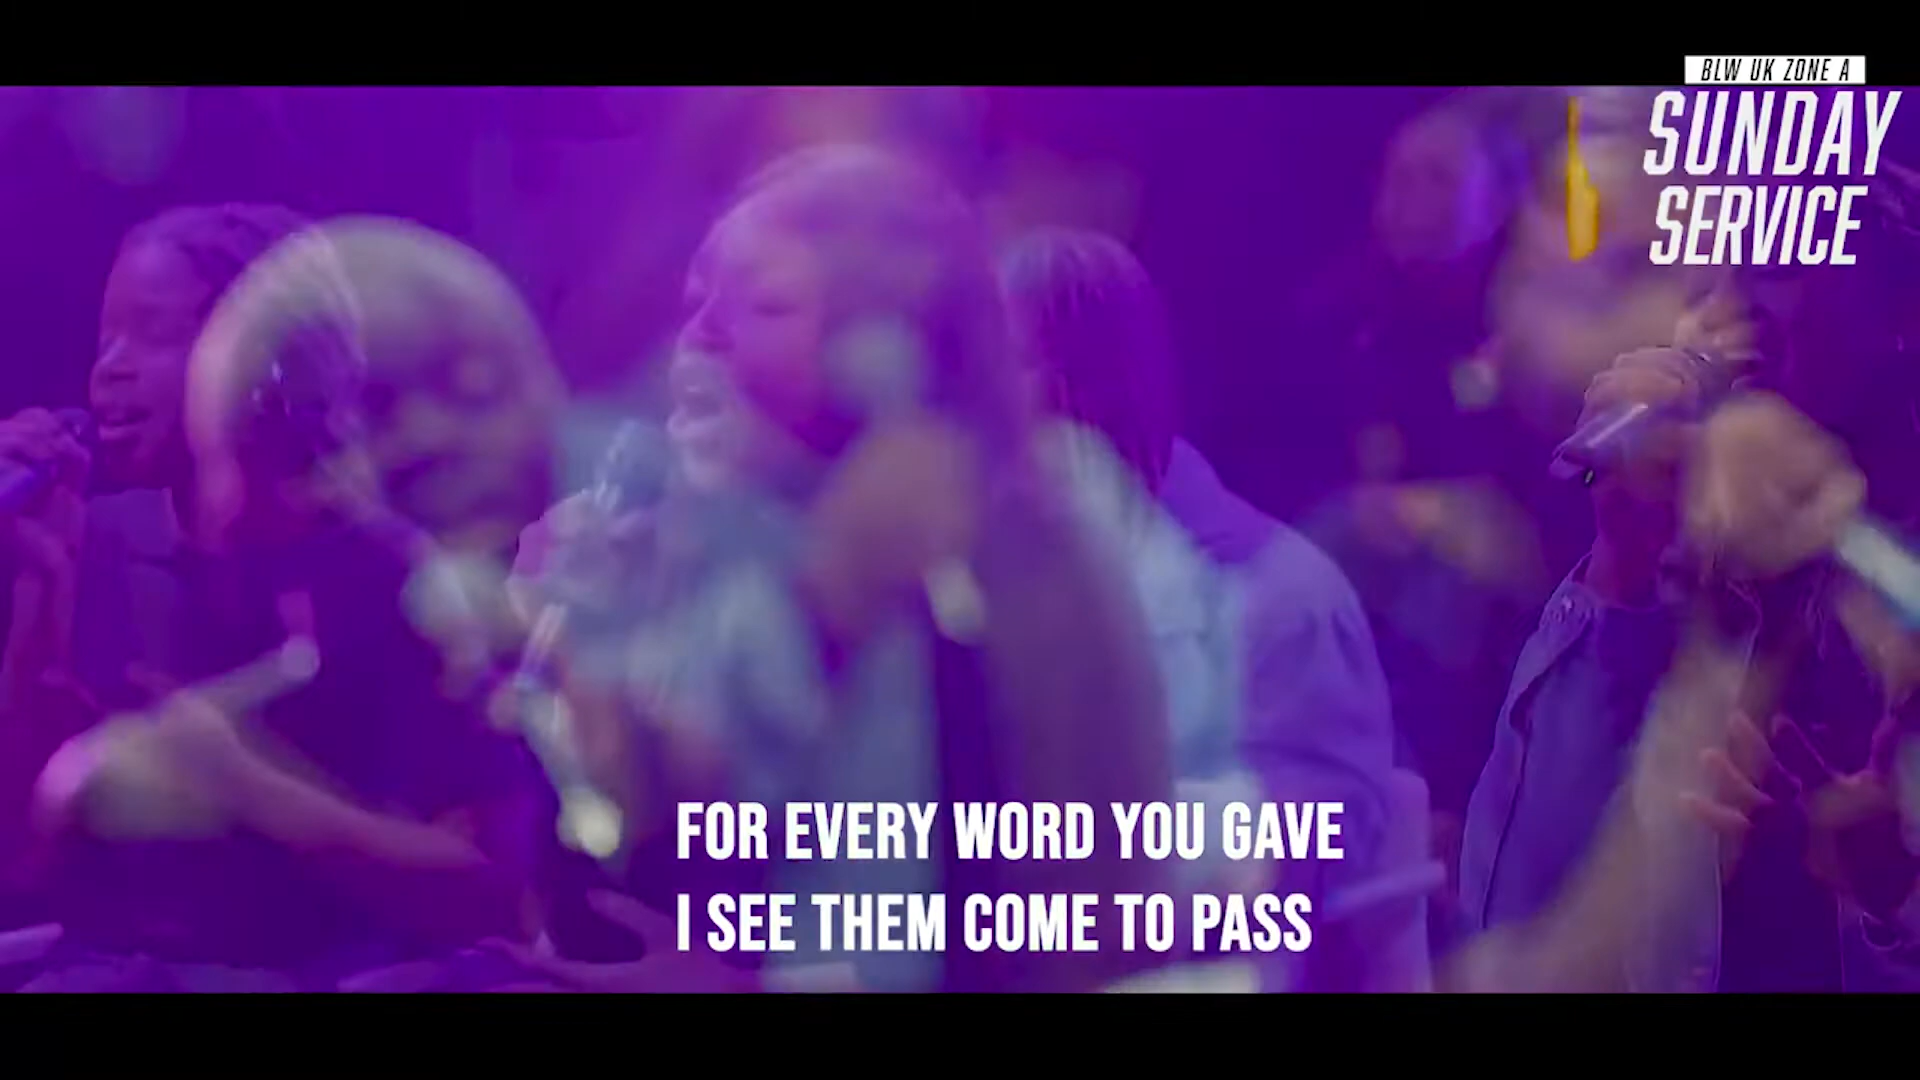 BLW UK ZONE A
SUNDAY
SERVICE
FOR EVERY WORD YOU GAVE
I SEE THEM COME TO PASS